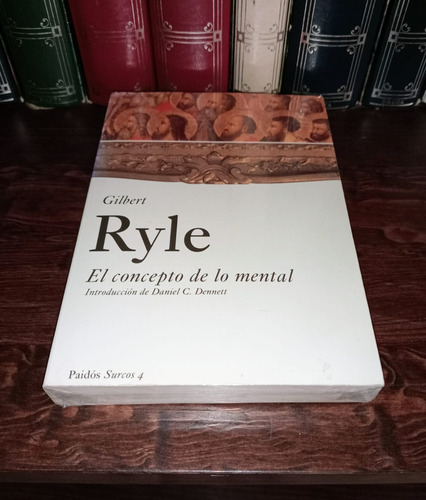 Gilbert
Ryle
El concepto de lo mental
Introducción de Daniel C. Dennett
Paidós Surcos 4